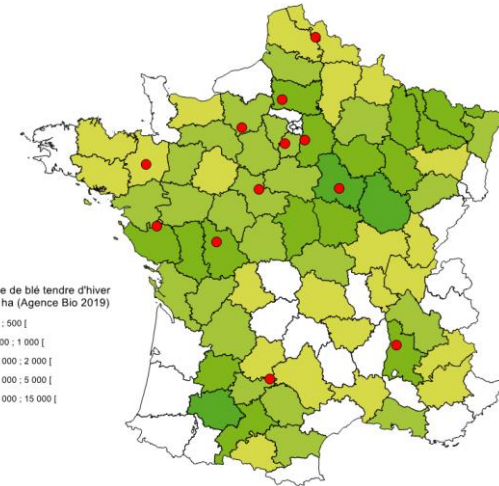 e de blé tendre d'hiver
ha (Agence Bio 2019)
; 500 [
00 ; 1 000 [
000 ; 2 000 [
000 ; 5 000 [
000 ; 15 000 [